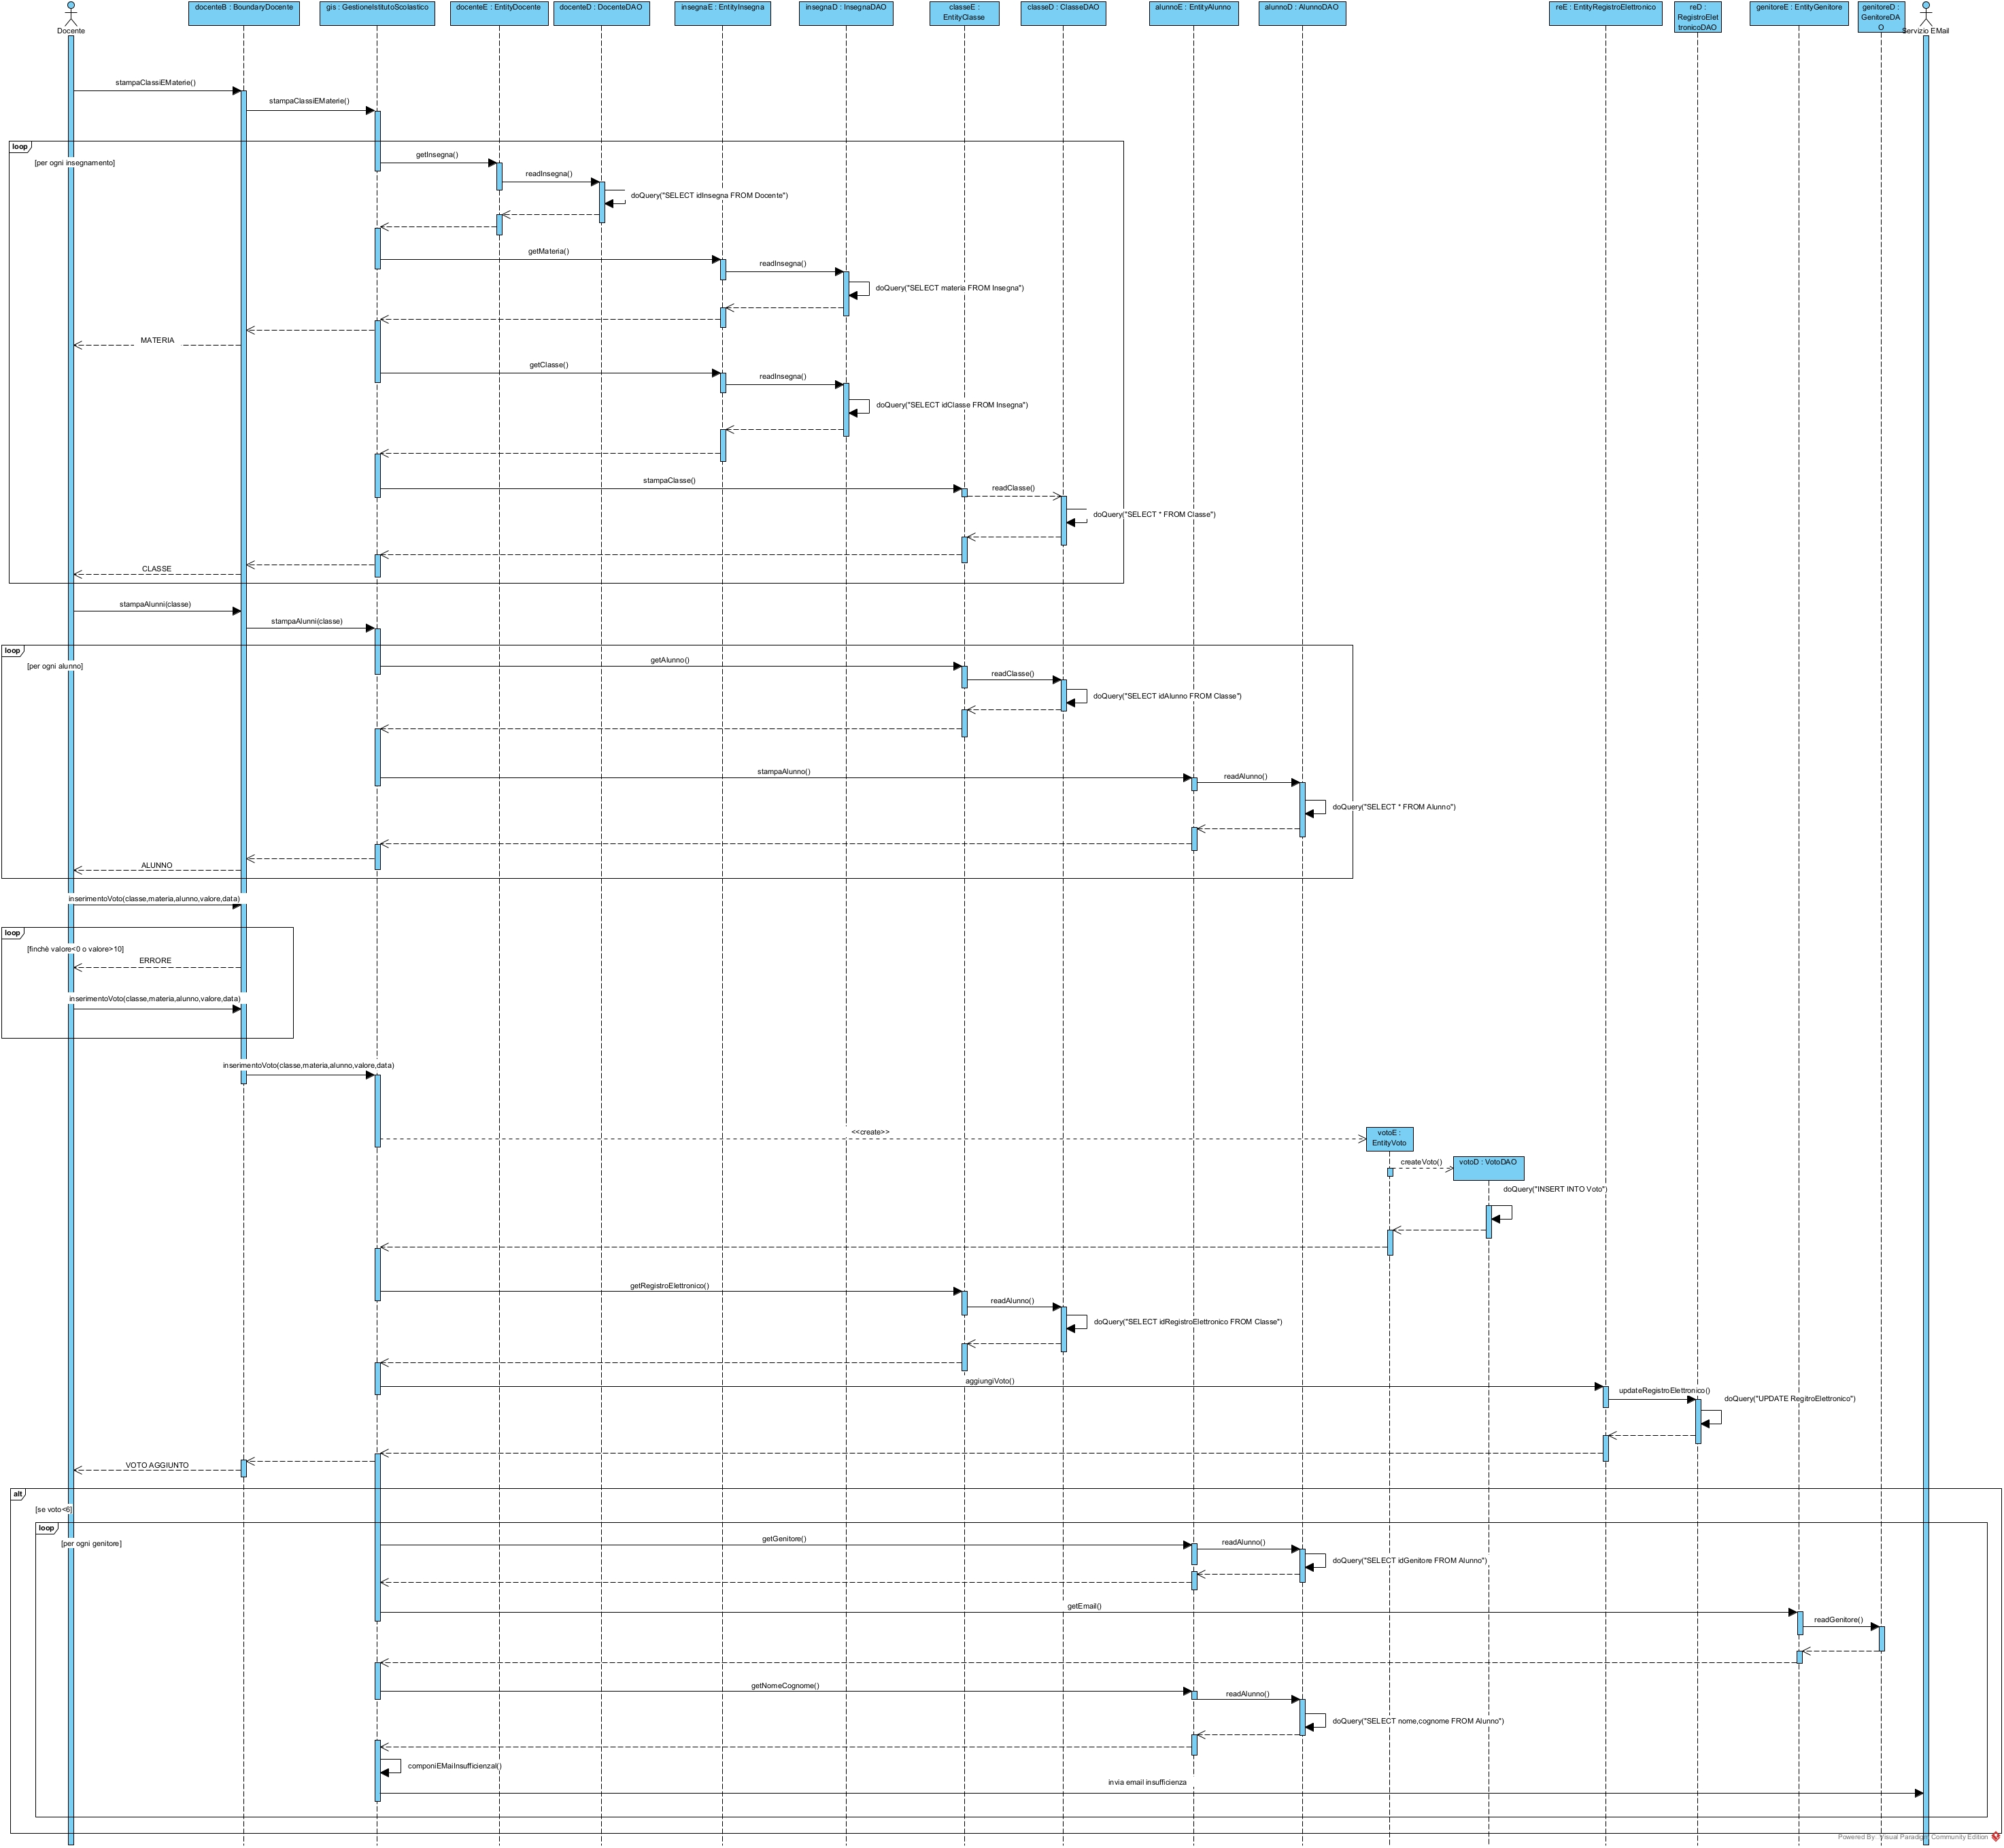 docenteB : BoundaryDocente
gis : GestioneIstitutoScolastico
docenteE : EntityDocente
docenteD : DocenteDAO
insegnaE : EntityInsegna
insegnaD : InsegnaDAO
classeE :
EntityClasse
classeD : ClasseDAO
alunnoE : EntityAlunno
alunnoD : AlunnoDAO
reE : EntityRegistroElettronico
reD :
RegistroElet
tronicoDAO
genitoreE : EntityGenitore
genitoreD :
GenitoreDA
O
Docente
Servizio EMail
stampaClassiEMaterie()
stampaClassiEMaterie()
loop
[per ogni insegnamento]
getInsegna()
readInsegna()
doQuery("SELECT idInsegna FROM Docente")
getMateria()
readInsegna()
doQuery("SELECT materia FROM Insegna")
MATERIA
getClasse()
readInsegna()
doQuery("SELECT idClasse FROM Insegna")
stampaClasse()
readClasse()
doQuery("SELECT * FROM Classe")
CLASSE
stampaAlunni(classe)
stampaAlunni(classe)
loop
[per ogni alunno]
getAlunno()
readClasse()
doQuery("SELECT idAlunno FROM Classe")
stampaAlunno()
readAlunno()
doQuery("SELECT * FROM Alunno")
ALUNNO
inserimentoVoto(classe,materia,alunno,valore,data)
loop
[finchè valore<0 o valore>10]
ERRORE
inserimentoVoto(classe,materia,alunno,valore,data)
inserimentoVoto(classe,materia,alunno,valore,data)
<<create>>
votoE :
EntityVoto
createVoto()
votoD : VotoDAO
doQuery("INSERT INTO Voto")
getRegistroElettronico()
readAlunno()
doQuery("SELECT idRegistroElettronico FROM Classe")
aggiungiVoto()
updateRegistroElettronico()
doQuery("UPDATE RegitroElettronico")
VOTO AGGIUNTO
alt
[se voto<6]
loop
[per ogni genitore]
getGenitore()
readAlunno()
doQuery("SELECT idGenitore FROM Alunno")
getEmail()
readGenitore()
getNomeCognome()
readAlunno()
doQuery("SELECT nome,cognome FROM Alunno")
componiEMailInsufficienza()
invia email insufficienza
Powered By Visual Paradigm Community Edition